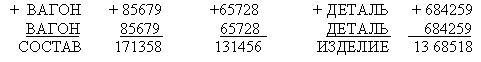 + ВАГОН + 85679 +65728 + ДЕТАЛЬ + 684259
ВАГОН 85679 65728 ДЕТАЛЬ 684259
СОСТАВ 171358 131456 ИЗДЕЛИЕ 13 68518